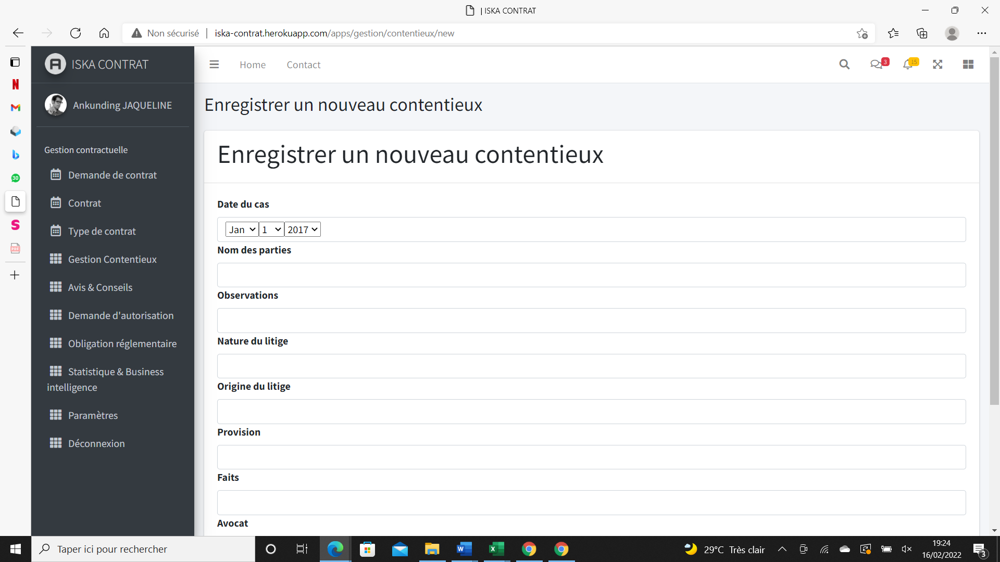 | ISKA CONTRAT
Non sécurisé | iska-contrat.herokuapp.com/apps/gestion/contentieux/new
ISKA CONTRAT
Home Contact
3
15
Ankunding JAQUELINE
Gestion contractuelle
Demande de contrat
Contrat
Type de contrat
Gestion Contentieux
Avis & Conseils
Demande d'autorisation
Obligation réglementaire
Statistique & Business
intelligence
Paramètres
Déconnexion
30
PDF
Enregistrer un nouveau contentieux
Enregistrer un nouveau contentieux
Date du cas
Jan 1 2017
Nom des parties
Observations
Nature du litige
Origine du litige
Provision
Faits
Avocat
Taper ici pour rechercher
29°C Très clair
19:24
16/02/2022
3